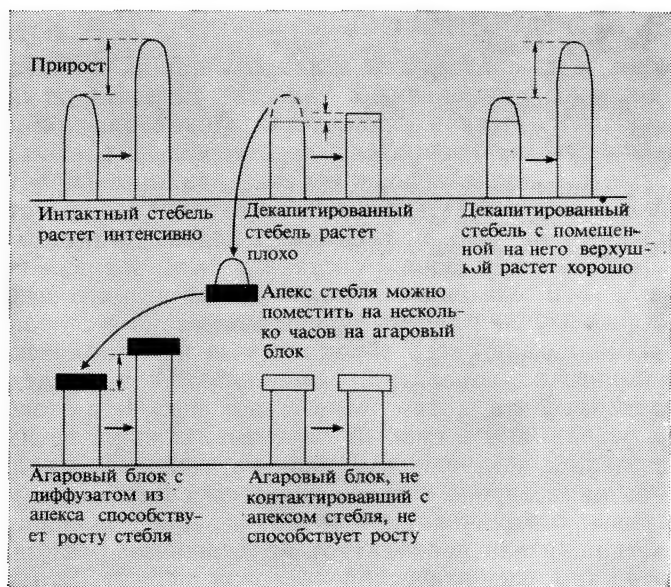 Прирост
Интактный стебель
растет интенсивно
Декапитированный
стебель растет
плохо
Декапитированный
стебель с помещен-
ной на него верхуш-
кой растет хорошо
Апекс стебля можно
поместить на несколь-
ко часов на агаровый
блок
Агаровый блок с
диффузатом из
апекса способству-
ет росту стебля
Агаровый блок, не
контактировавший с
апексом стебля, не
способствует росту